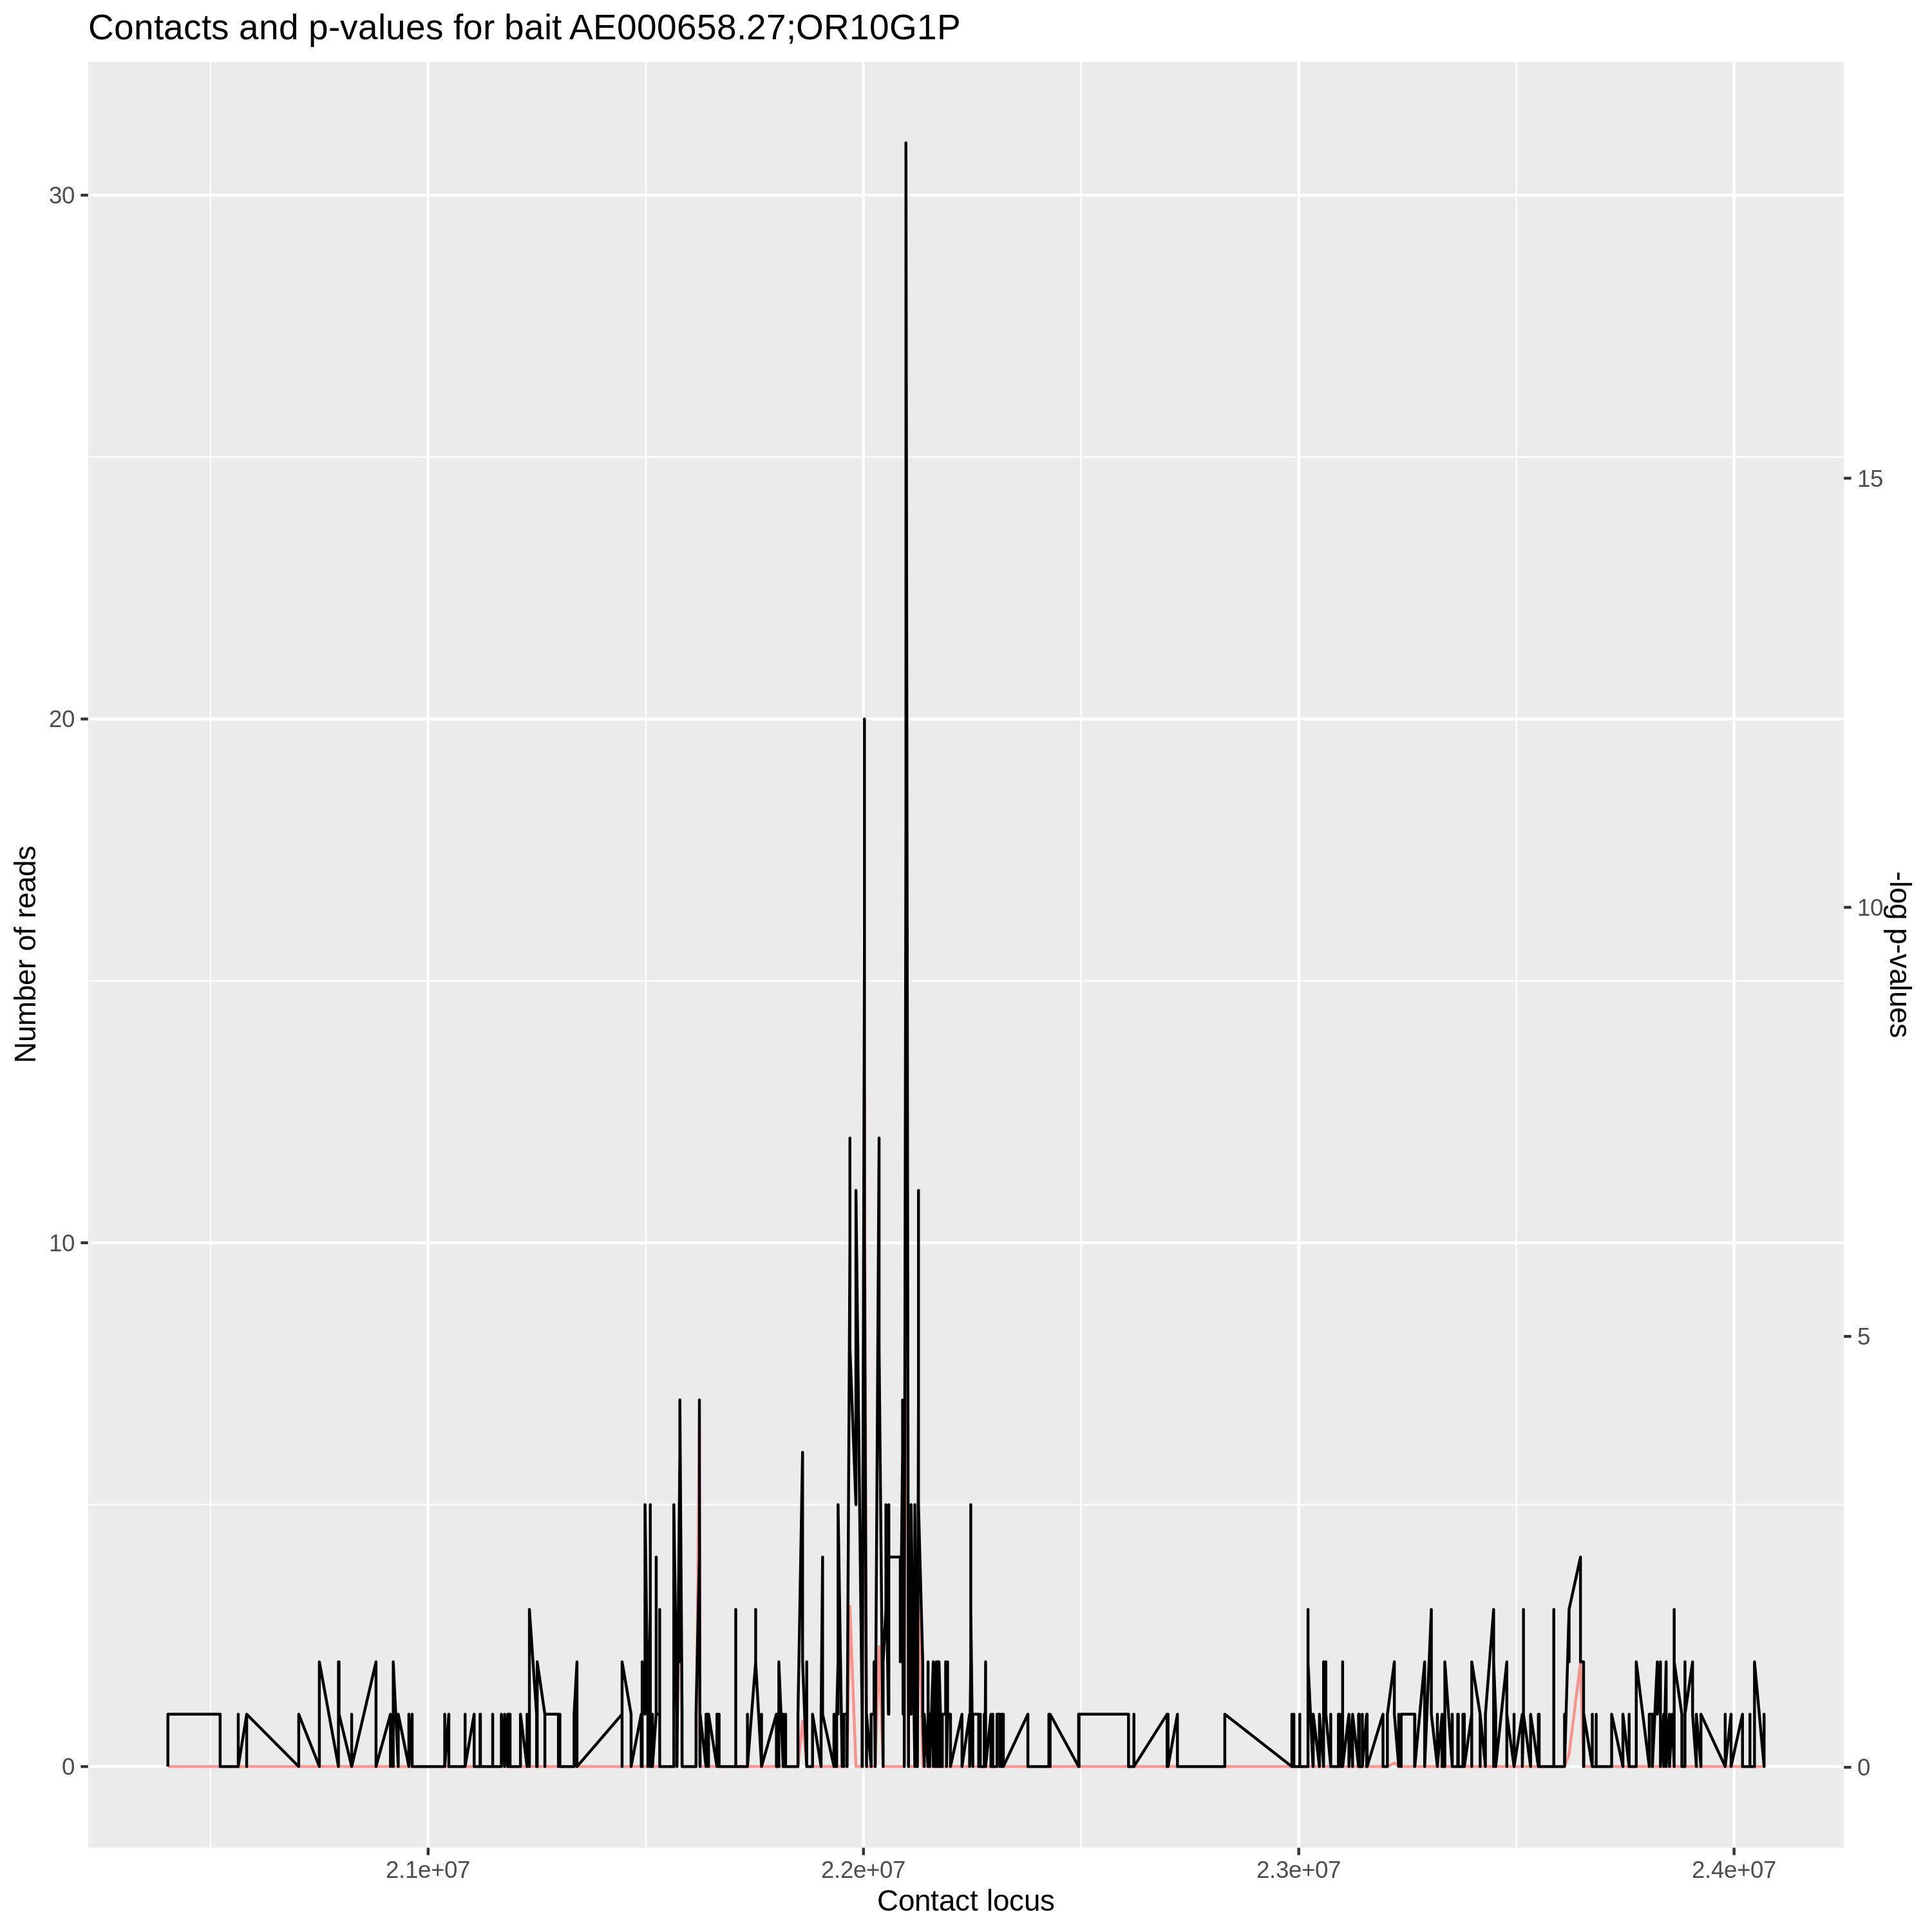 Contacts and p-values for bait AE000658.27;OR10G1P
30
20
10
0
Number of reads
15
10
5
0
-log p-values
2.1e+07
2.2e+07
2.3e+07
2.4e+07
Contact locus